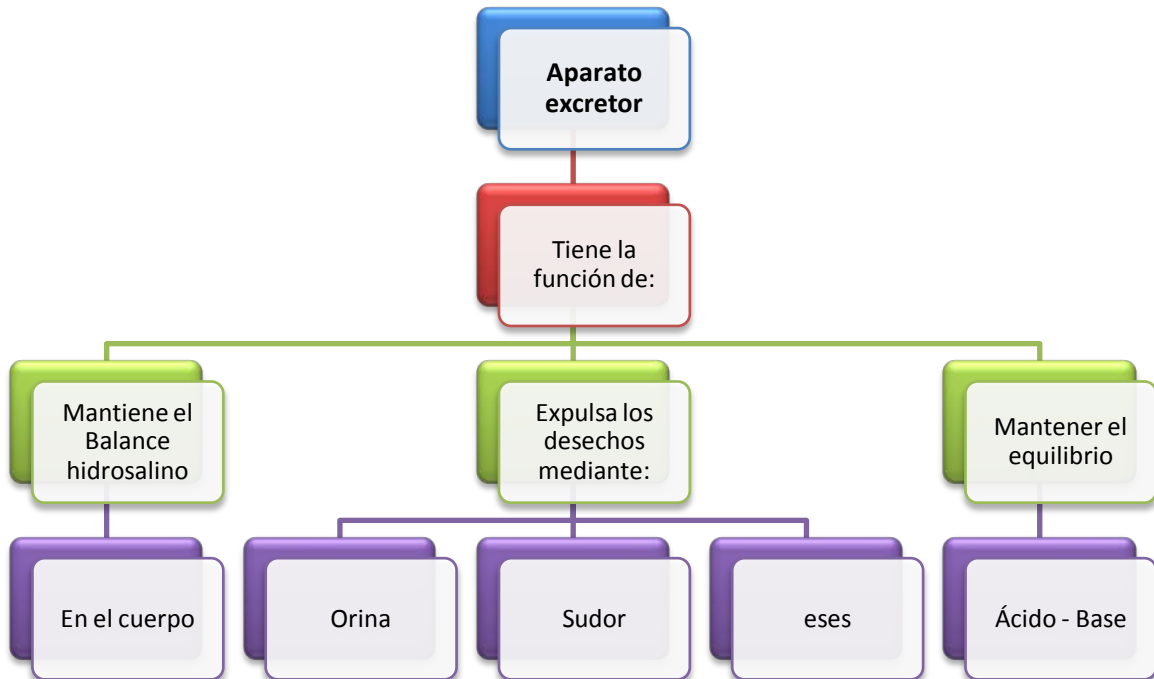 Aparato
excretor
Tiene la
función de:
Mantiene el
Balance
hidrosalino
Expulsa los
desechos
mediante:
Mantener el
equilibrio
En el cuerpo
Orina
Sudor
eses
Ácido - Base